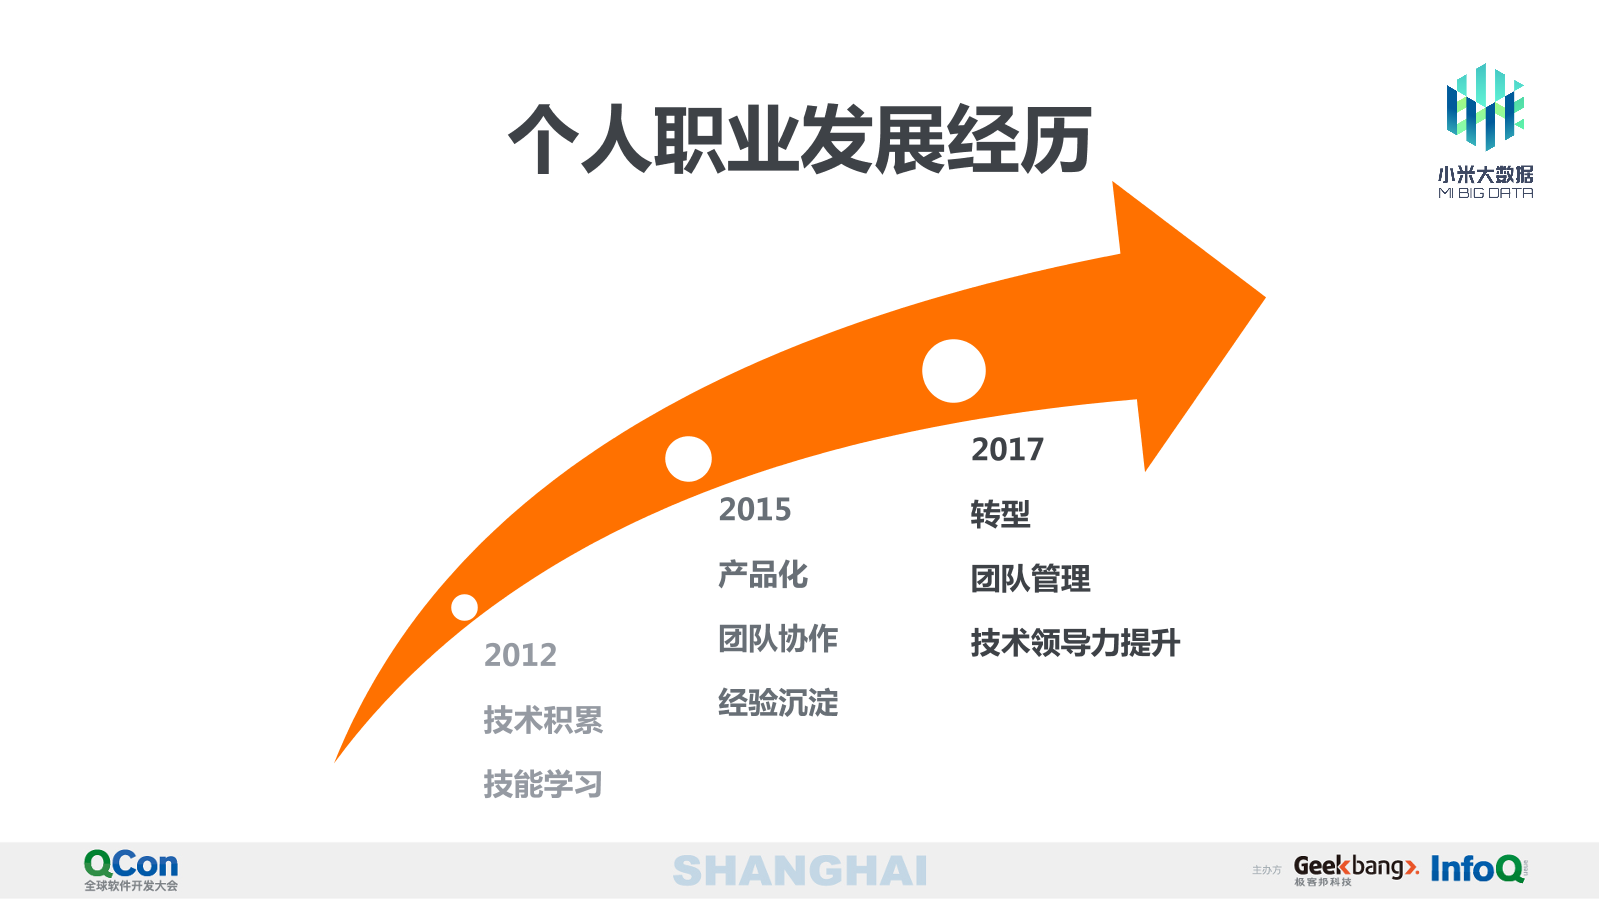 个人职业发展经历
小米大数据
MI BIG DATA
2017
转型
团队管理
技术领导力提升
2015
产品化
团队协作
经验沉淀
2012
技术积累
技能学习
QCon
全球软件开发大会
SHANGHAI
主办方
Geekbang>.
极客邦科技
InfoQ